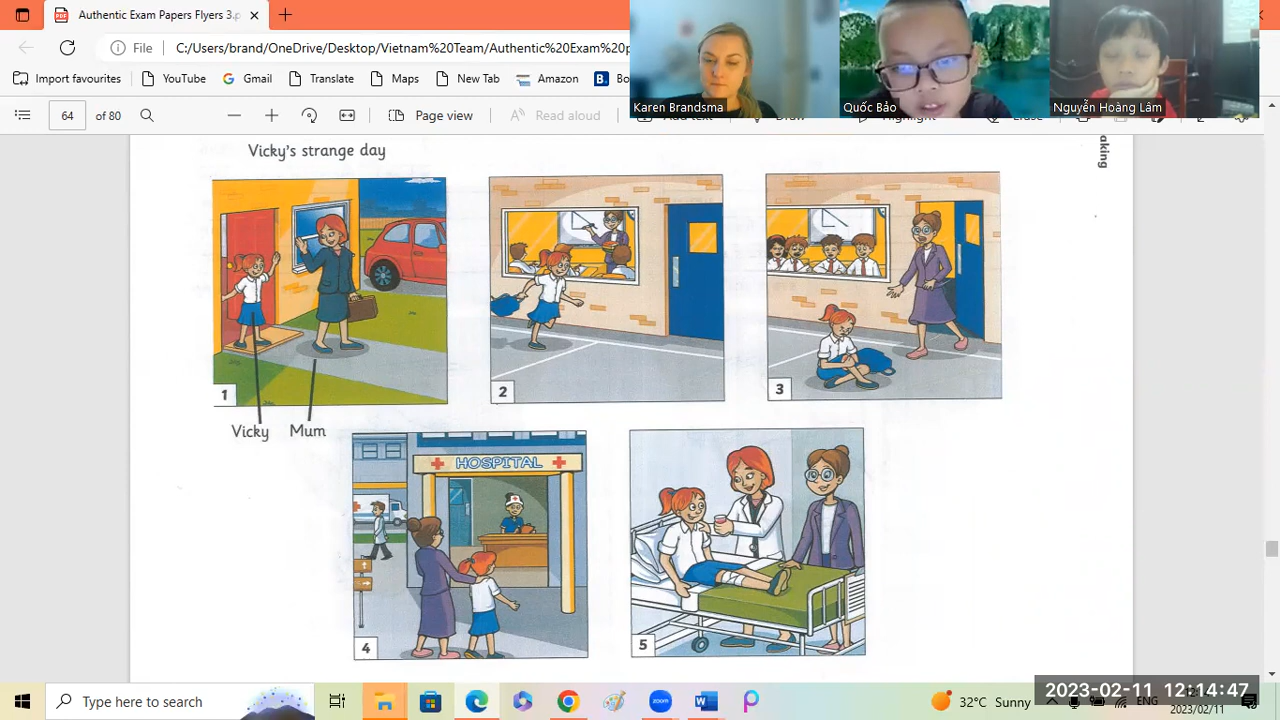 Authentic Exam Papers Flyers 3.p
File
C:/Users/brand/OneDrive/Desktop/Vietnam%20Team/Authentic%20Exam%20p
Import favourites
YouTube
Gmail
Translate
Maps
New Tab
Amazon
B. Bo
64 of 80
Page view
Read aloud
Karen Brandsma
Quốc Bảo
Nguyễn Hoàng Lâm
aking
Vicky's strange day
1
2
3
Vicky Mum
HOSPITAL
4
5
Type here to search
zoom
32°C Sunny
ENG
2023-02-11 12:14:47
2023/02/11